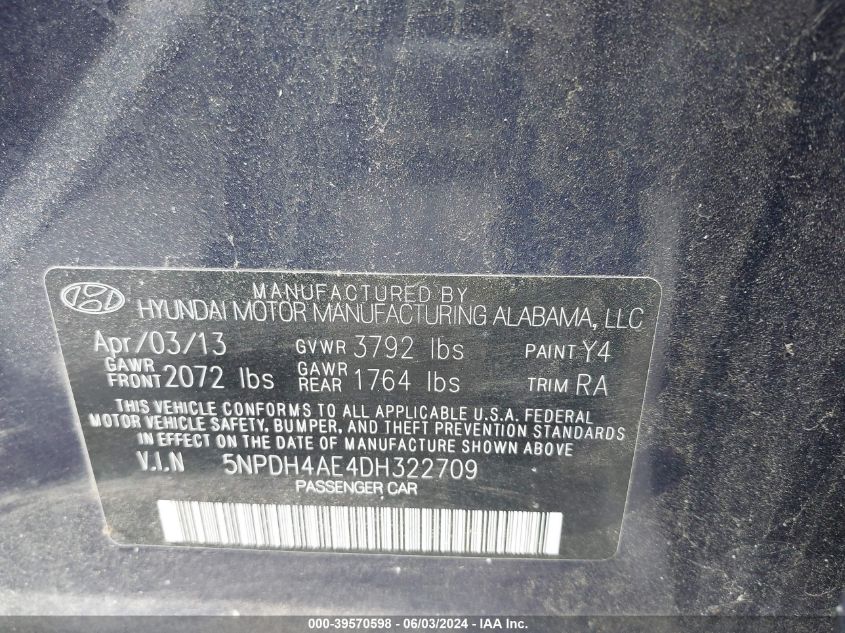 MANUFACTURED BY
HYUNDAI MOTOR MANUFACTURING ALABAMA, LLC
Apr/03/13 GVWR 3792 lbs PAINT Y4
GAWR FRONT 2072 lbs GAWR REAR 1764 lbs TRIM RA
THIS VEHICLE CONFORMS TO ALL APPLICABLE U.S.A. FEDERAL
MOTOR VEHICLE SAFETY, BUMPER, AND THEFT PREVENTION STANDARDS
IN EFFECT ON THE DATE OF MANUFACTURE SHOWN ABOVE
V.I.N 5NPDH4AE4DH322709
PASSENGER CAR
000-39570598 - 06/03/2024 - IAA Inc.